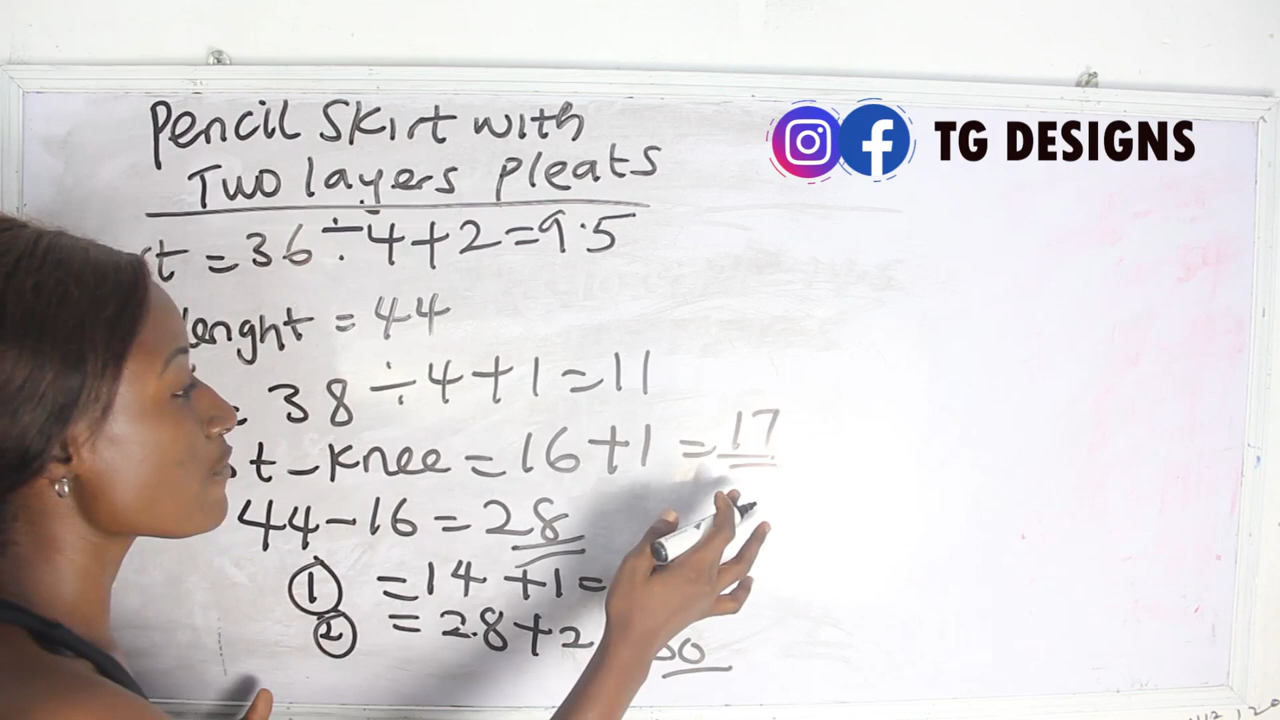 TG DESIGNS
Pencil Skirt with
Two layers pleats
t = 36 ÷ 4 + 2 = 9.5
lenght = 44
= 38 ÷ 4 + 1 = 11
t - Knee = 16 + 1 = 17
44 - 16 = 28
① = 14 + 1 =
② = 28 + 2